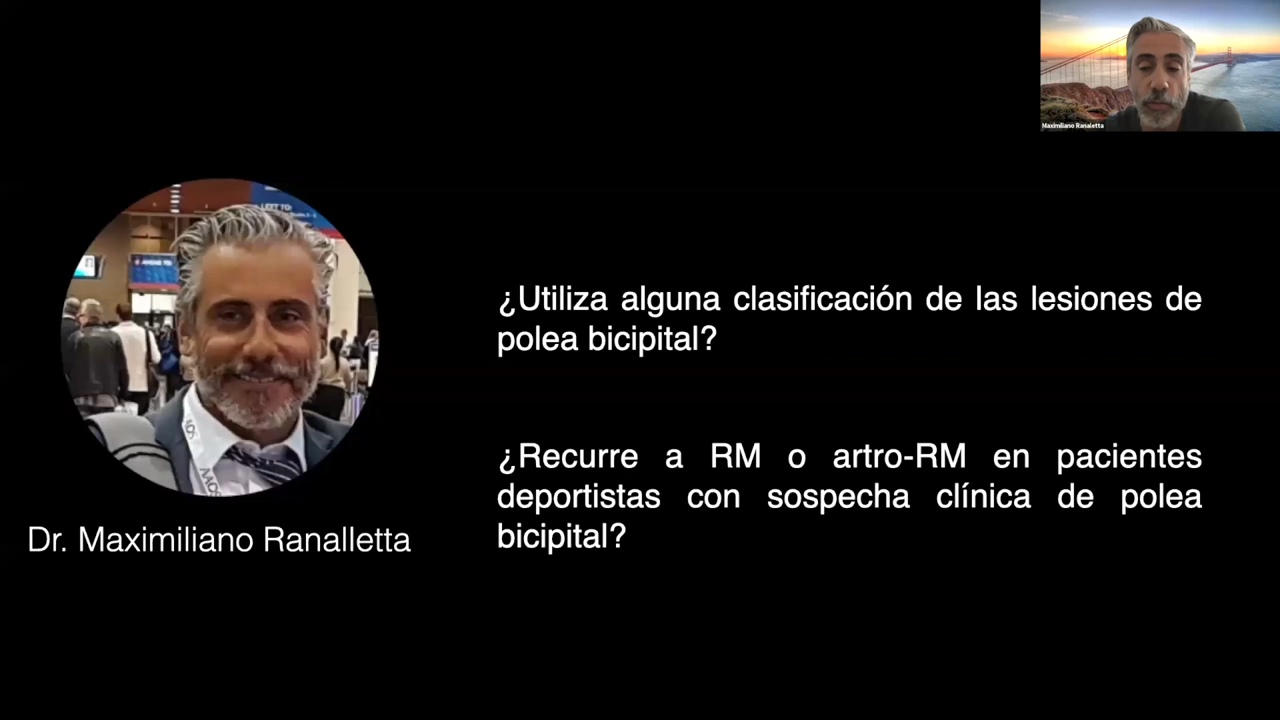 Maximiliano Ranaletta
¿Utiliza alguna clasificación de las lesiones de
polea bicipital?
¿Recurre a RM o artro-RM en pacientes
deportistas con sospecha clínica de polea
bicipital?
Dr. Maximiliano Ranalletta